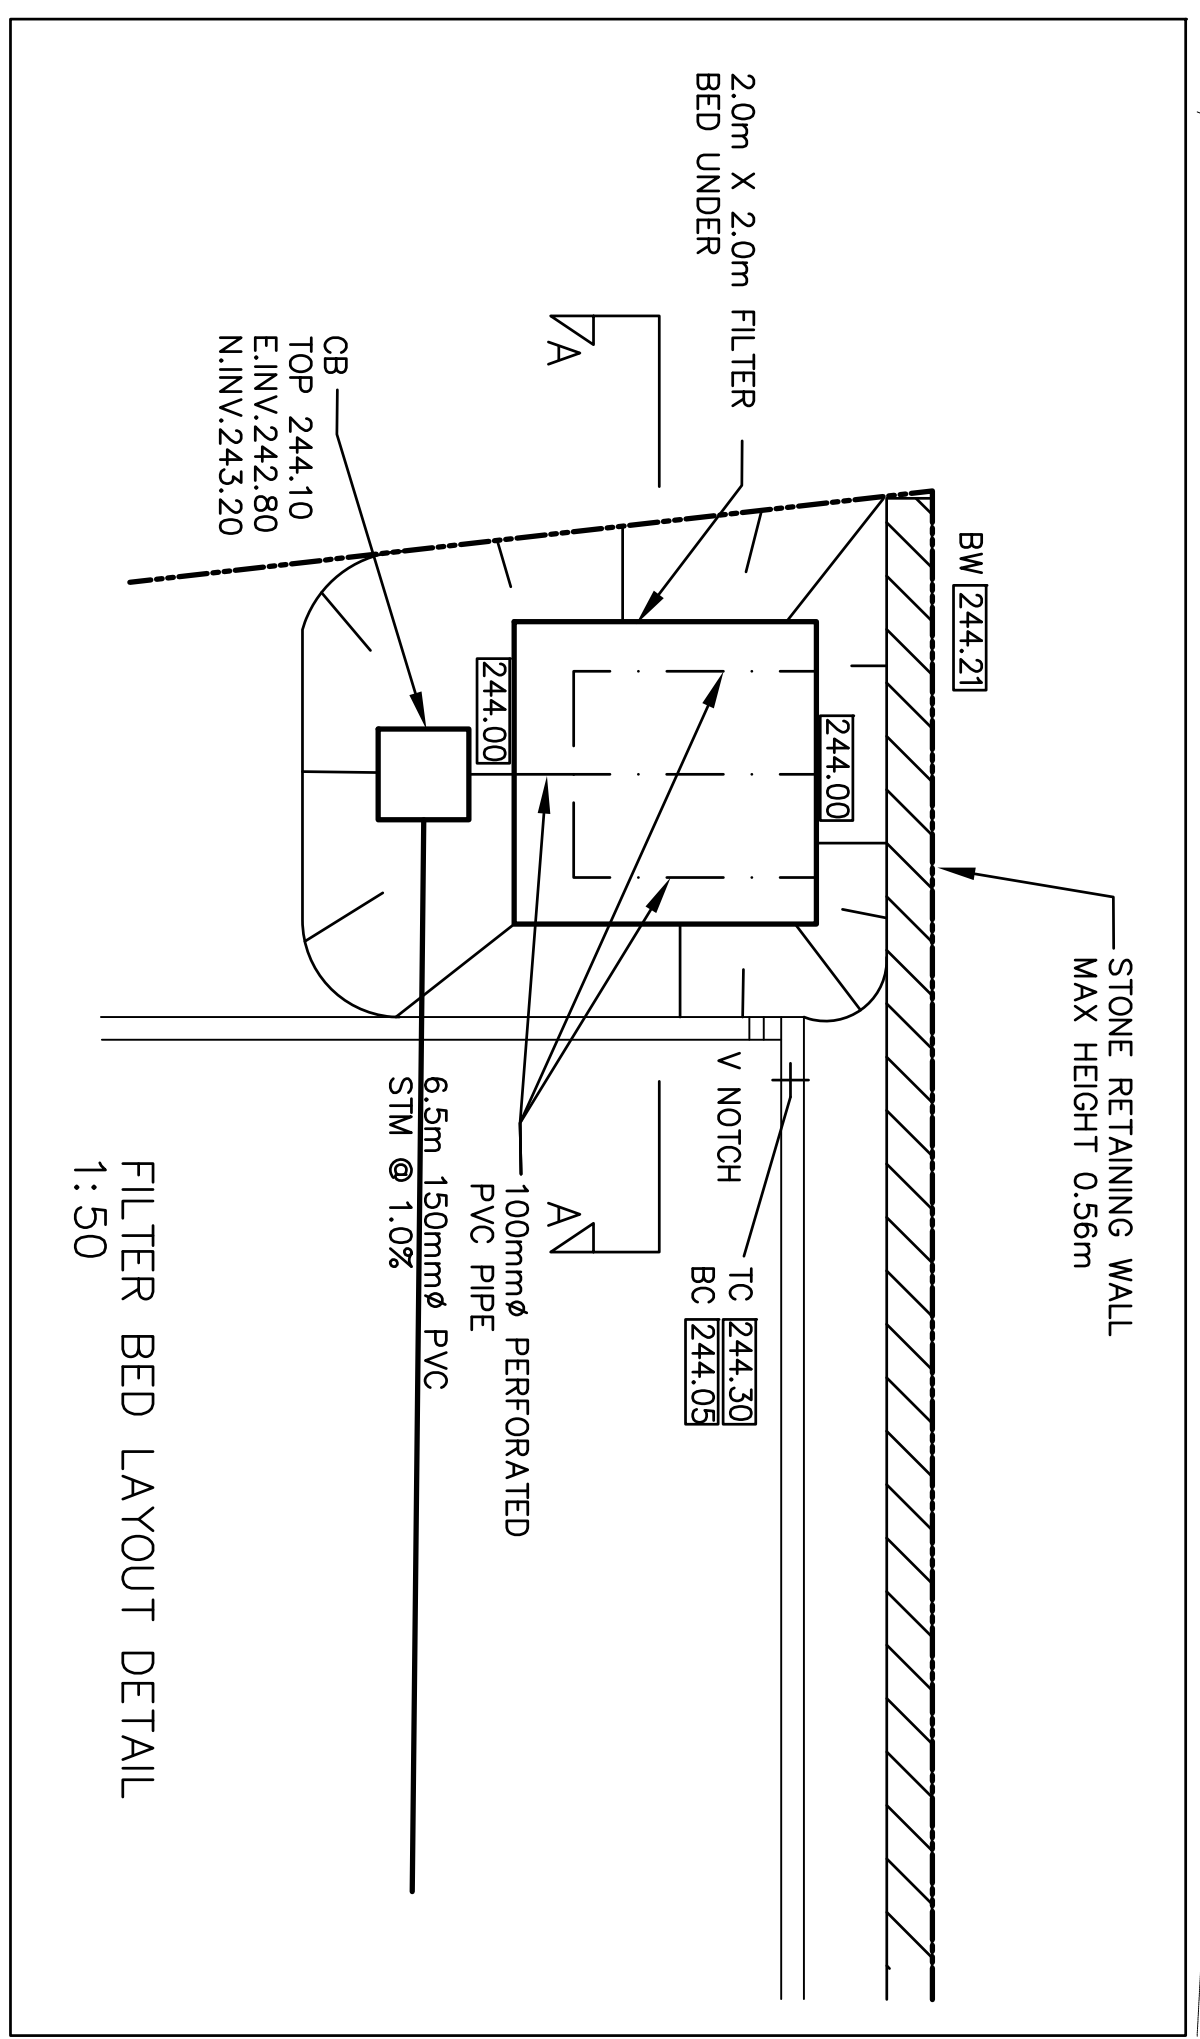 STONE RETAINING WALL
MAX HEIGHT 0.56m
BW 244.21
244.00
2.0m X 2.0m FILTER
BED UNDER
V NOTCH
TC 244.30
BC 244.05
A
A
244.00
100mmø PERFORATED
PVC PIPE
6.5m 150mmø PVC
STM @ 1.0%
CB
TOP 244.10
E.INV.242.80
N.INV.243.20
FILTER BED LAYOUT DETAIL
1:50